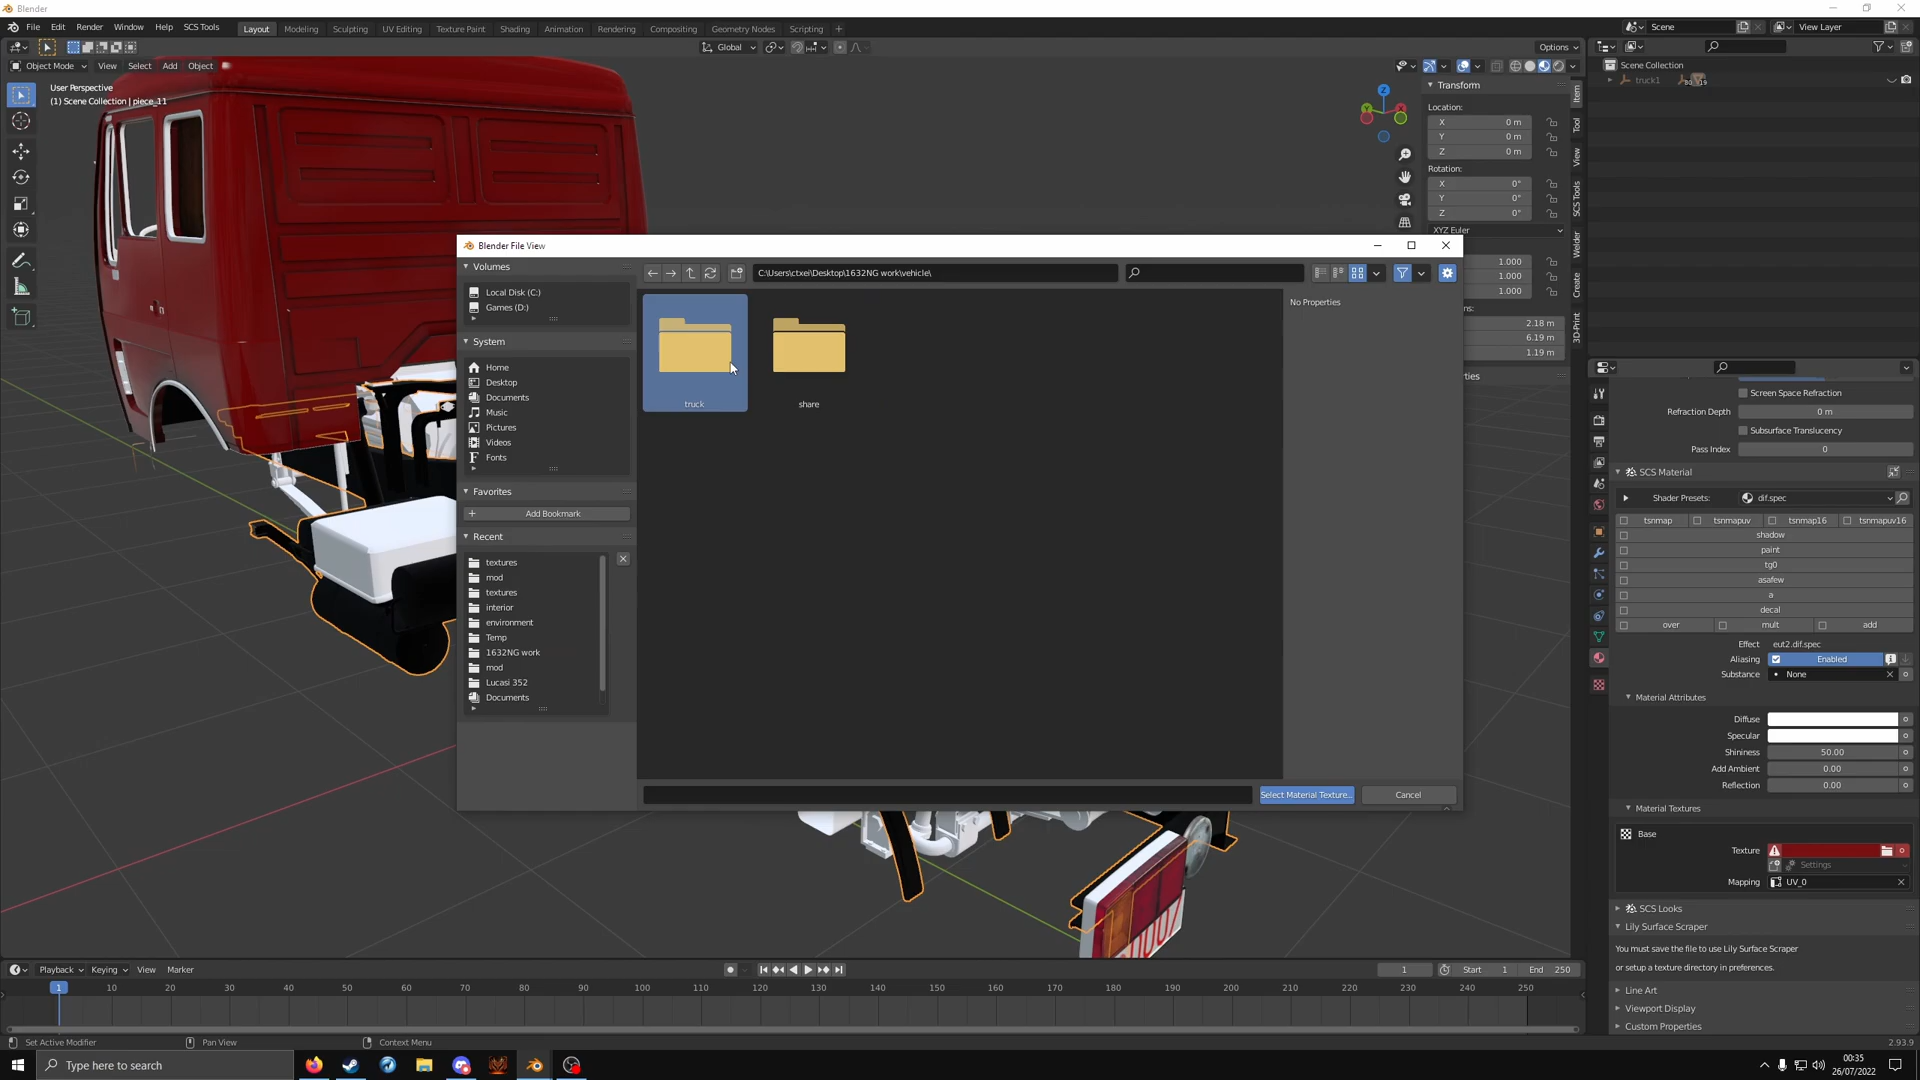 Blender
File Edit Render Window Help SCS Tools
Layout Modeling Sculpting UV Editing Texture Paint Shading Animation Rendering Compositing Geometry Nodes Scripting +
Scene
View Layer
Global
Options
Object Mode View Select Add Object
User Perspective
(1) Scene Collection | piece_11
Z
Y
X
Transform
Location:
X 0 m
Y 0 m
Z 0 m
Rotation:
X 0°
Y 0°
Z 0°
XYZ Euler
1.000
1.000
1.000
ns:
2.18 m
6.19 m
1.19 m
ties
Item
Tool
View
SCS Tools
Welder
Create
3D-Print
Scene Collection
truck1
Blender File View
Volumes
Local Disk (C:)
Games (D:)
System
Home
Desktop
Documents
Music
Pictures
Videos
Fonts
Favorites
Add Bookmark
Recent
textures
mod
textures
interior
environment
Temp
1632NG work
mod
Lucasi 352
Documents
C:\Users\ctxei\Desktop\1632NG work\vehicle\
truck
share
No Properties
Select Material Texture...
Cancel
Screen Space Refraction
Refraction Depth 0 m
Subsurface Translucency
Pass Index 0
SCS Material
Shader Presets: dif.spec
tsnmap tsnmapuv tsnmap16 tsnmapuv16
shadow
paint
tg0
asafew
a
decal
over mult add
Effect eut2.dif.spec
Aliasing Enabled
Substance None
Material Attributes
Diffuse
Specular
Shininess 50.00
Add Ambient 0.00
Reflection 0.00
Material Textures
Base
Texture
Settings
Mapping UV_0
SCS Looks
Lily Surface Scraper
You must save the file to use Lily Surface Scraper
or setup a texture directory in preferences.
Line Art
Viewport Display
Custom Properties
Playback Keying View Marker
1
Start 1
End 250
1 10 20 30 40 50 60 70 80 90 100 110 120 130 140 150 160 170 180 190 200 210 220 230 240 250
Set Active Modifier
Pan View
Context Menu
2.93.9
Type here to search
00:35
26/07/2022